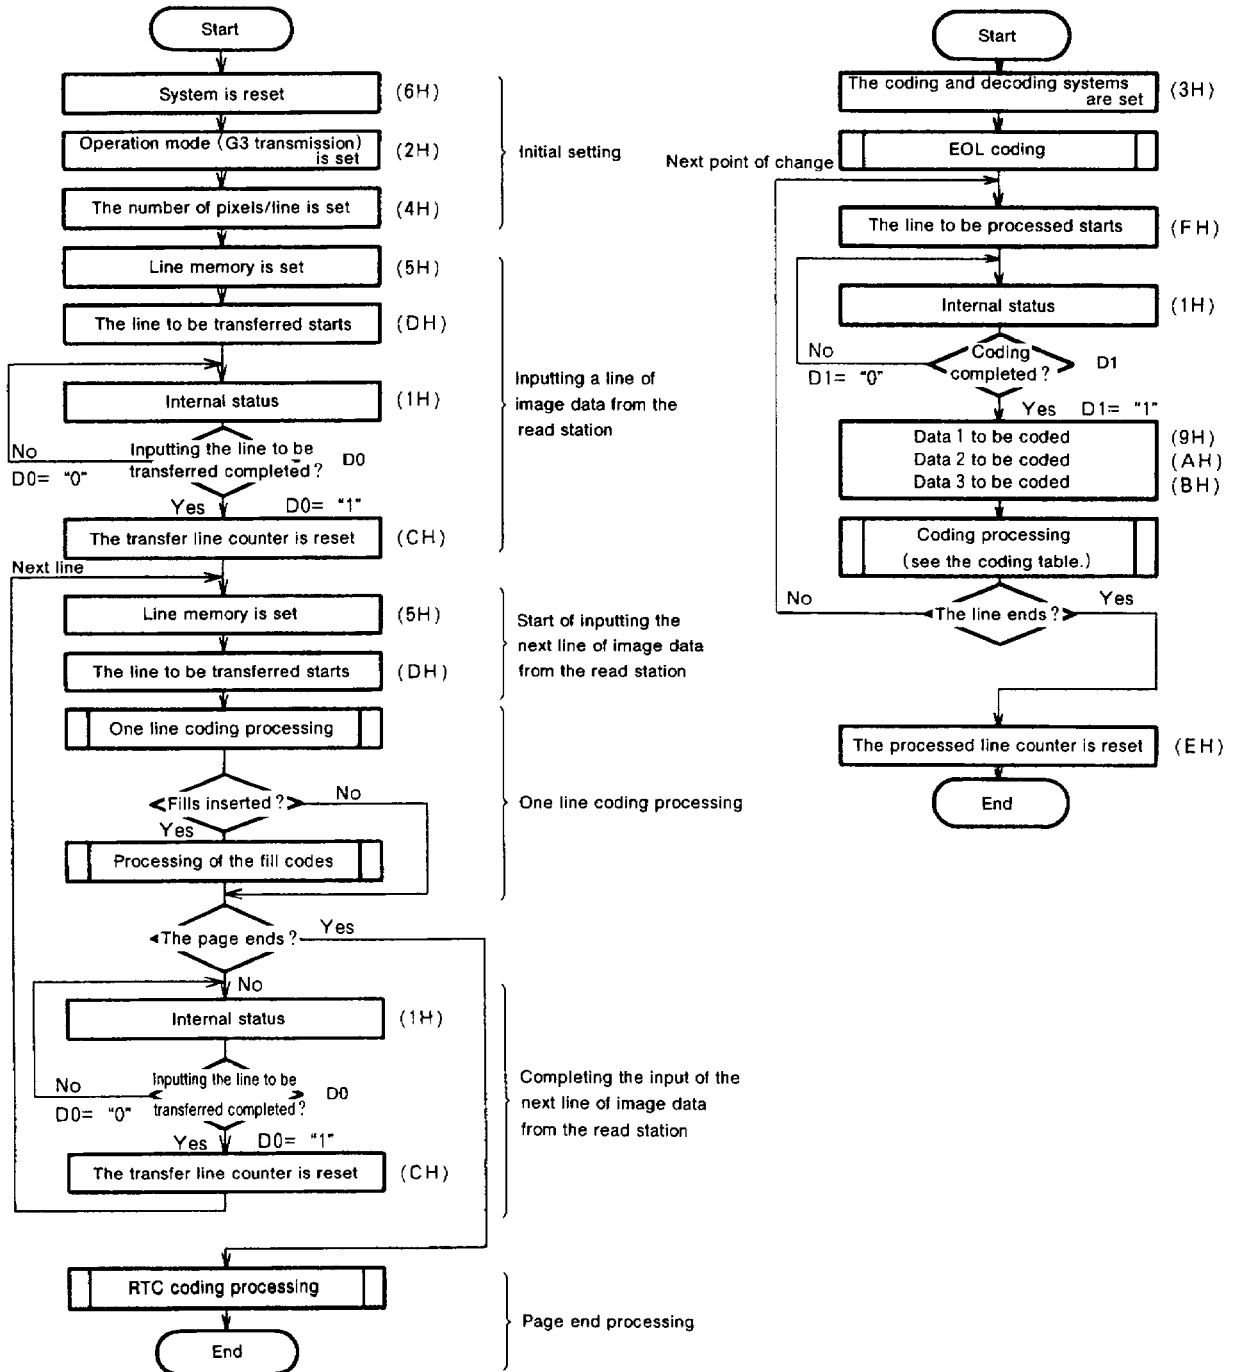 Start
System is reset
(6H)
Operation mode (G3 transmission)
is set
(2H)
Initial setting
The number of pixels/line is set
(4H)
Line memory is set
(5H)
The line to be transferred starts
(DH)
Inputting a line of
image data from the
read station
Internal status
(1H)
No
D0= "0"
Inputting the line to be
transferred completed?
D0
Yes
D0= "1"
The transfer line counter is reset
(CH)
Next line
Line memory is set
(5H)
The line to be transferred starts
(DH)
Start of inputting the
next line of image data
from the read station
One line coding processing
Fills inserted?
No
Yes
One line coding processing
Processing of the fill codes
The page ends?
Yes
No
Internal status
(1H)
No
D0= "0"
Inputting the line to be
transferred completed?
D0
Yes
D0= "1"
Completing the input of the
next line of image data
from the read station
The transfer line counter is reset
(CH)
RTC coding processing
Page end processing
End
Start
The coding and decoding systems
are set
(3H)
EOL coding
Next point of change
The line to be processed starts
(FH)
Internal status
(1H)
No
D1= "0"
Coding
completed?
D1
Yes D1= "1"
Data 1 to be coded
(9H)
Data 2 to be coded
(AH)
Data 3 to be coded
(BH)
Coding processing
(see the coding table.)
No
The line ends?
Yes
The processed line counter is reset
(EH)
End